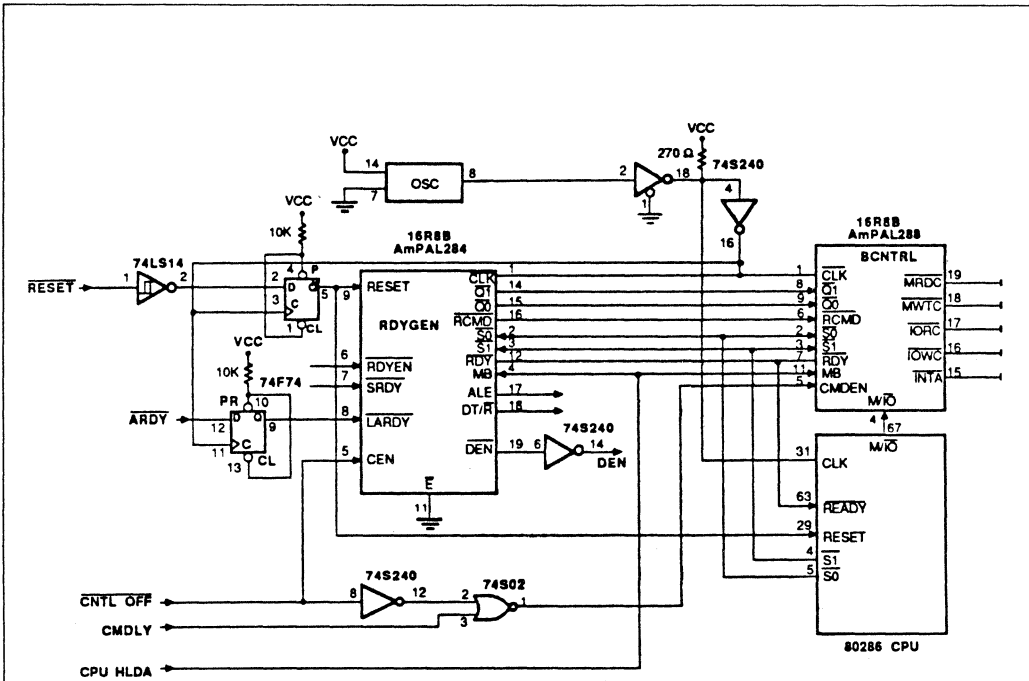 VCC
14
OSC
8
7
2
18
1
VCC
270 Ω
74S240
4
16
VCC
10K
16R8B
AmPAL284
16R8B
AmPAL288
74LS14
RESET
1
2
2
4
P
D
Q
3
C
5
1
CL
9
RESET
RDYGEN
CLK
1
Q1
14
Q0
15
RCMD
16
S0
2
S1
3
RDY
12
MB
4
ALE
17
DT/R
18
DEN
19
6
RDYEN
7
SRDY
8
LARDY
5
CEN
E
11
BCNTRL
1
CLK
8
Q1
9
Q0
6
RCMD
2
S0
3
S1
7
RDY
11
MB
5
CMDEN
M/IO
MRDC
19
MWTC
18
IORC
17
IOWC
16
INTA
15
VCC
10K
74F74
PR
10
ARDY
D
Q
12
9
11
C
13
CL
6
74S240
14
DEN
4
67
M/IO
31
CLK
63
READY
29
RESET
4
S1
5
S0
80286 CPU
CNTL OFF
8
74S240
12
2
74S02
1
3
CMDLY
CPU HLDA